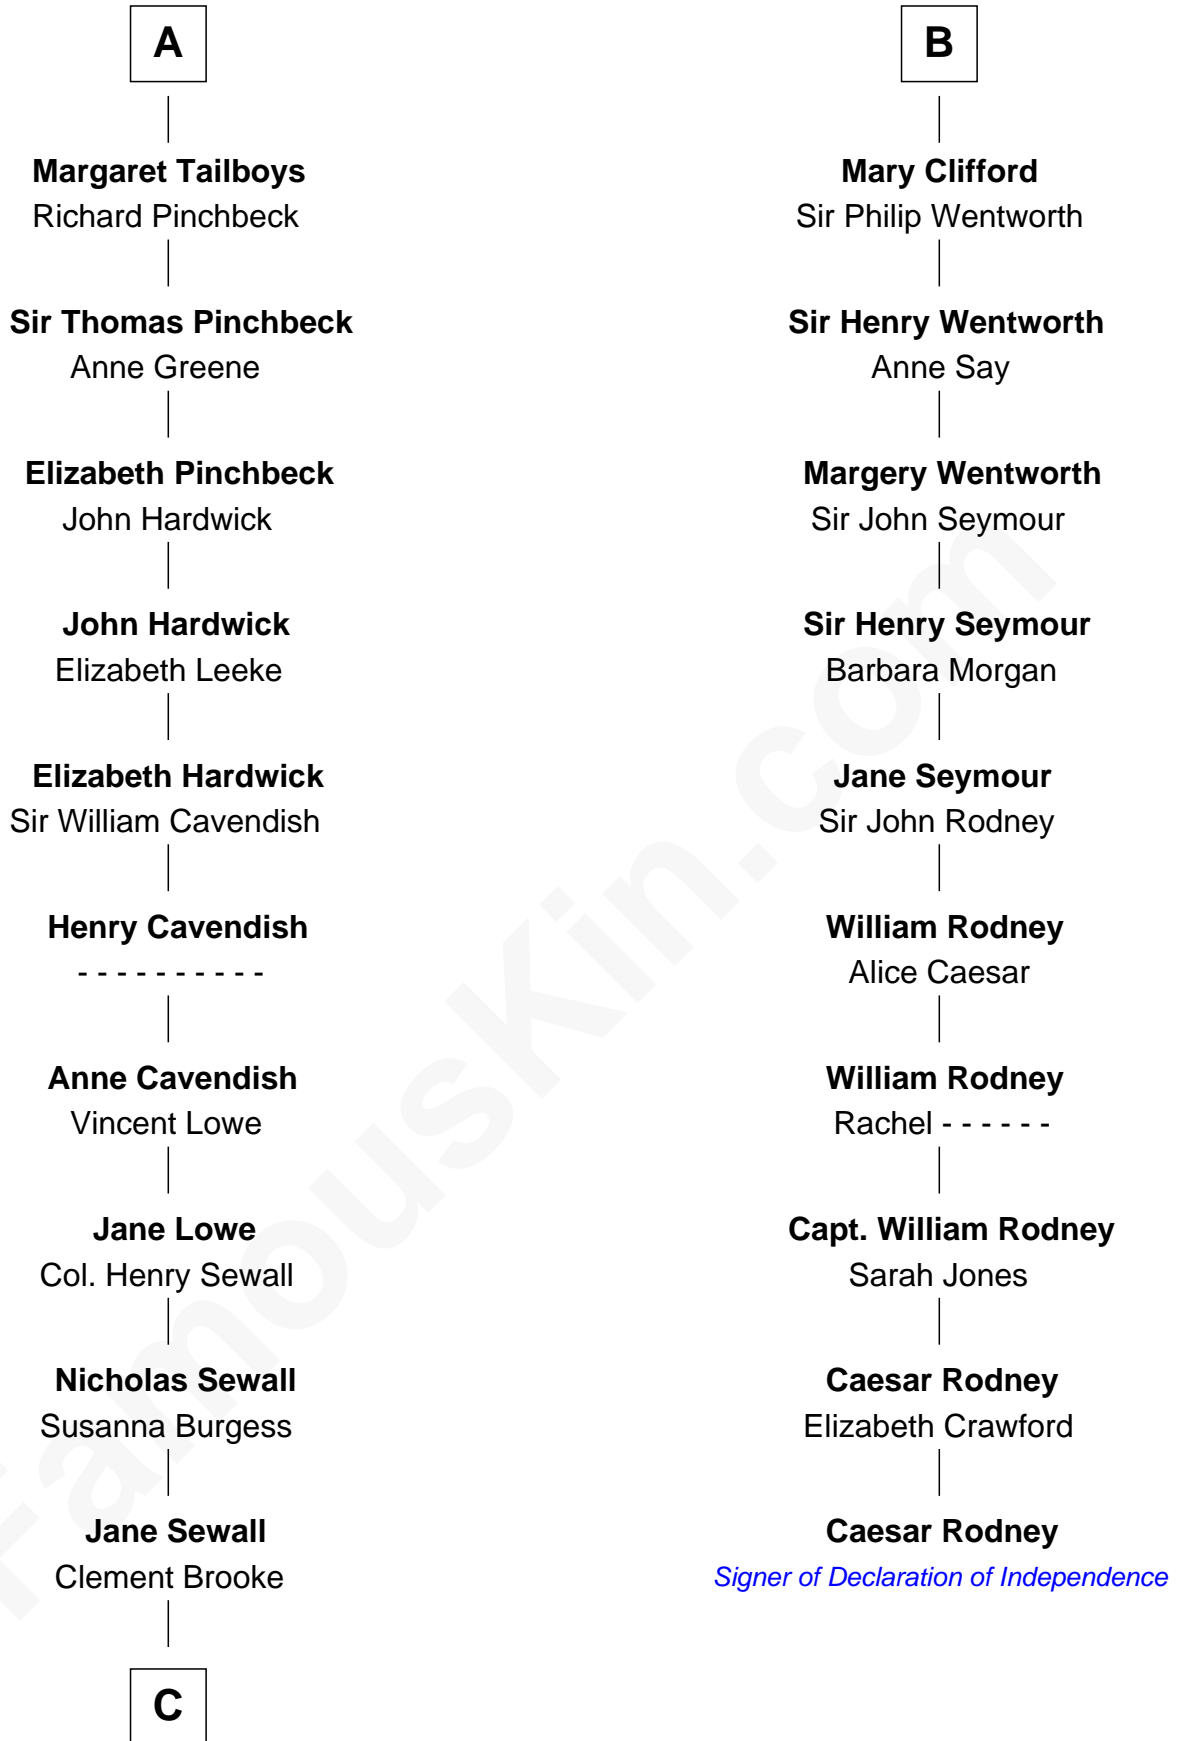 A
Margaret Tailboys
Richard Pinchbeck
Sir Thomas Pinchbeck
Anne Greene
Elizabeth Pinchbeck
John Hardwick
John Hardwick
Elizabeth Leeke
Elizabeth Hardwick
Sir William Cavendish
Henry Cavendish
- - - - - - - - - -
Anne Cavendish
Vincent Lowe
Jane Lowe
Col. Henry Sewall
Nicholas Sewall
Susanna Burgess
Jane Sewall
Clement Brooke
C
B
Mary Clifford
Sir Philip Wentworth
Sir Henry Wentworth
Anne Say
Margery Wentworth
Sir John Seymour
Sir Henry Seymour
Barbara Morgan
Jane Seymour
Sir John Rodney
William Rodney
Alice Caesar
William Rodney
Rachel - - - - - -
Capt. William Rodney
Sarah Jones
Caesar Rodney
Elizabeth Crawford
Caesar Rodney
Signer of Declaration of Independence
FamousKin.com